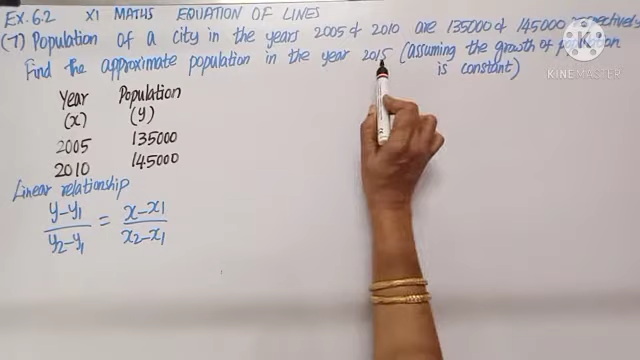 EX. 6.2 XI MATHS EQUATION OF LINES
(7) Population of a city in the years 2005 & 2010 are 135000 & 145000 respectively
Find the approximate population in the year 2015 (assuming the growth of population
is constant)
KINEMASTER
Year Population
(x) (y)
2005 135000
2010 145000
Linear relationship
y-y₁ / y₂-y₁ = x-x₁ / x₂-x₁